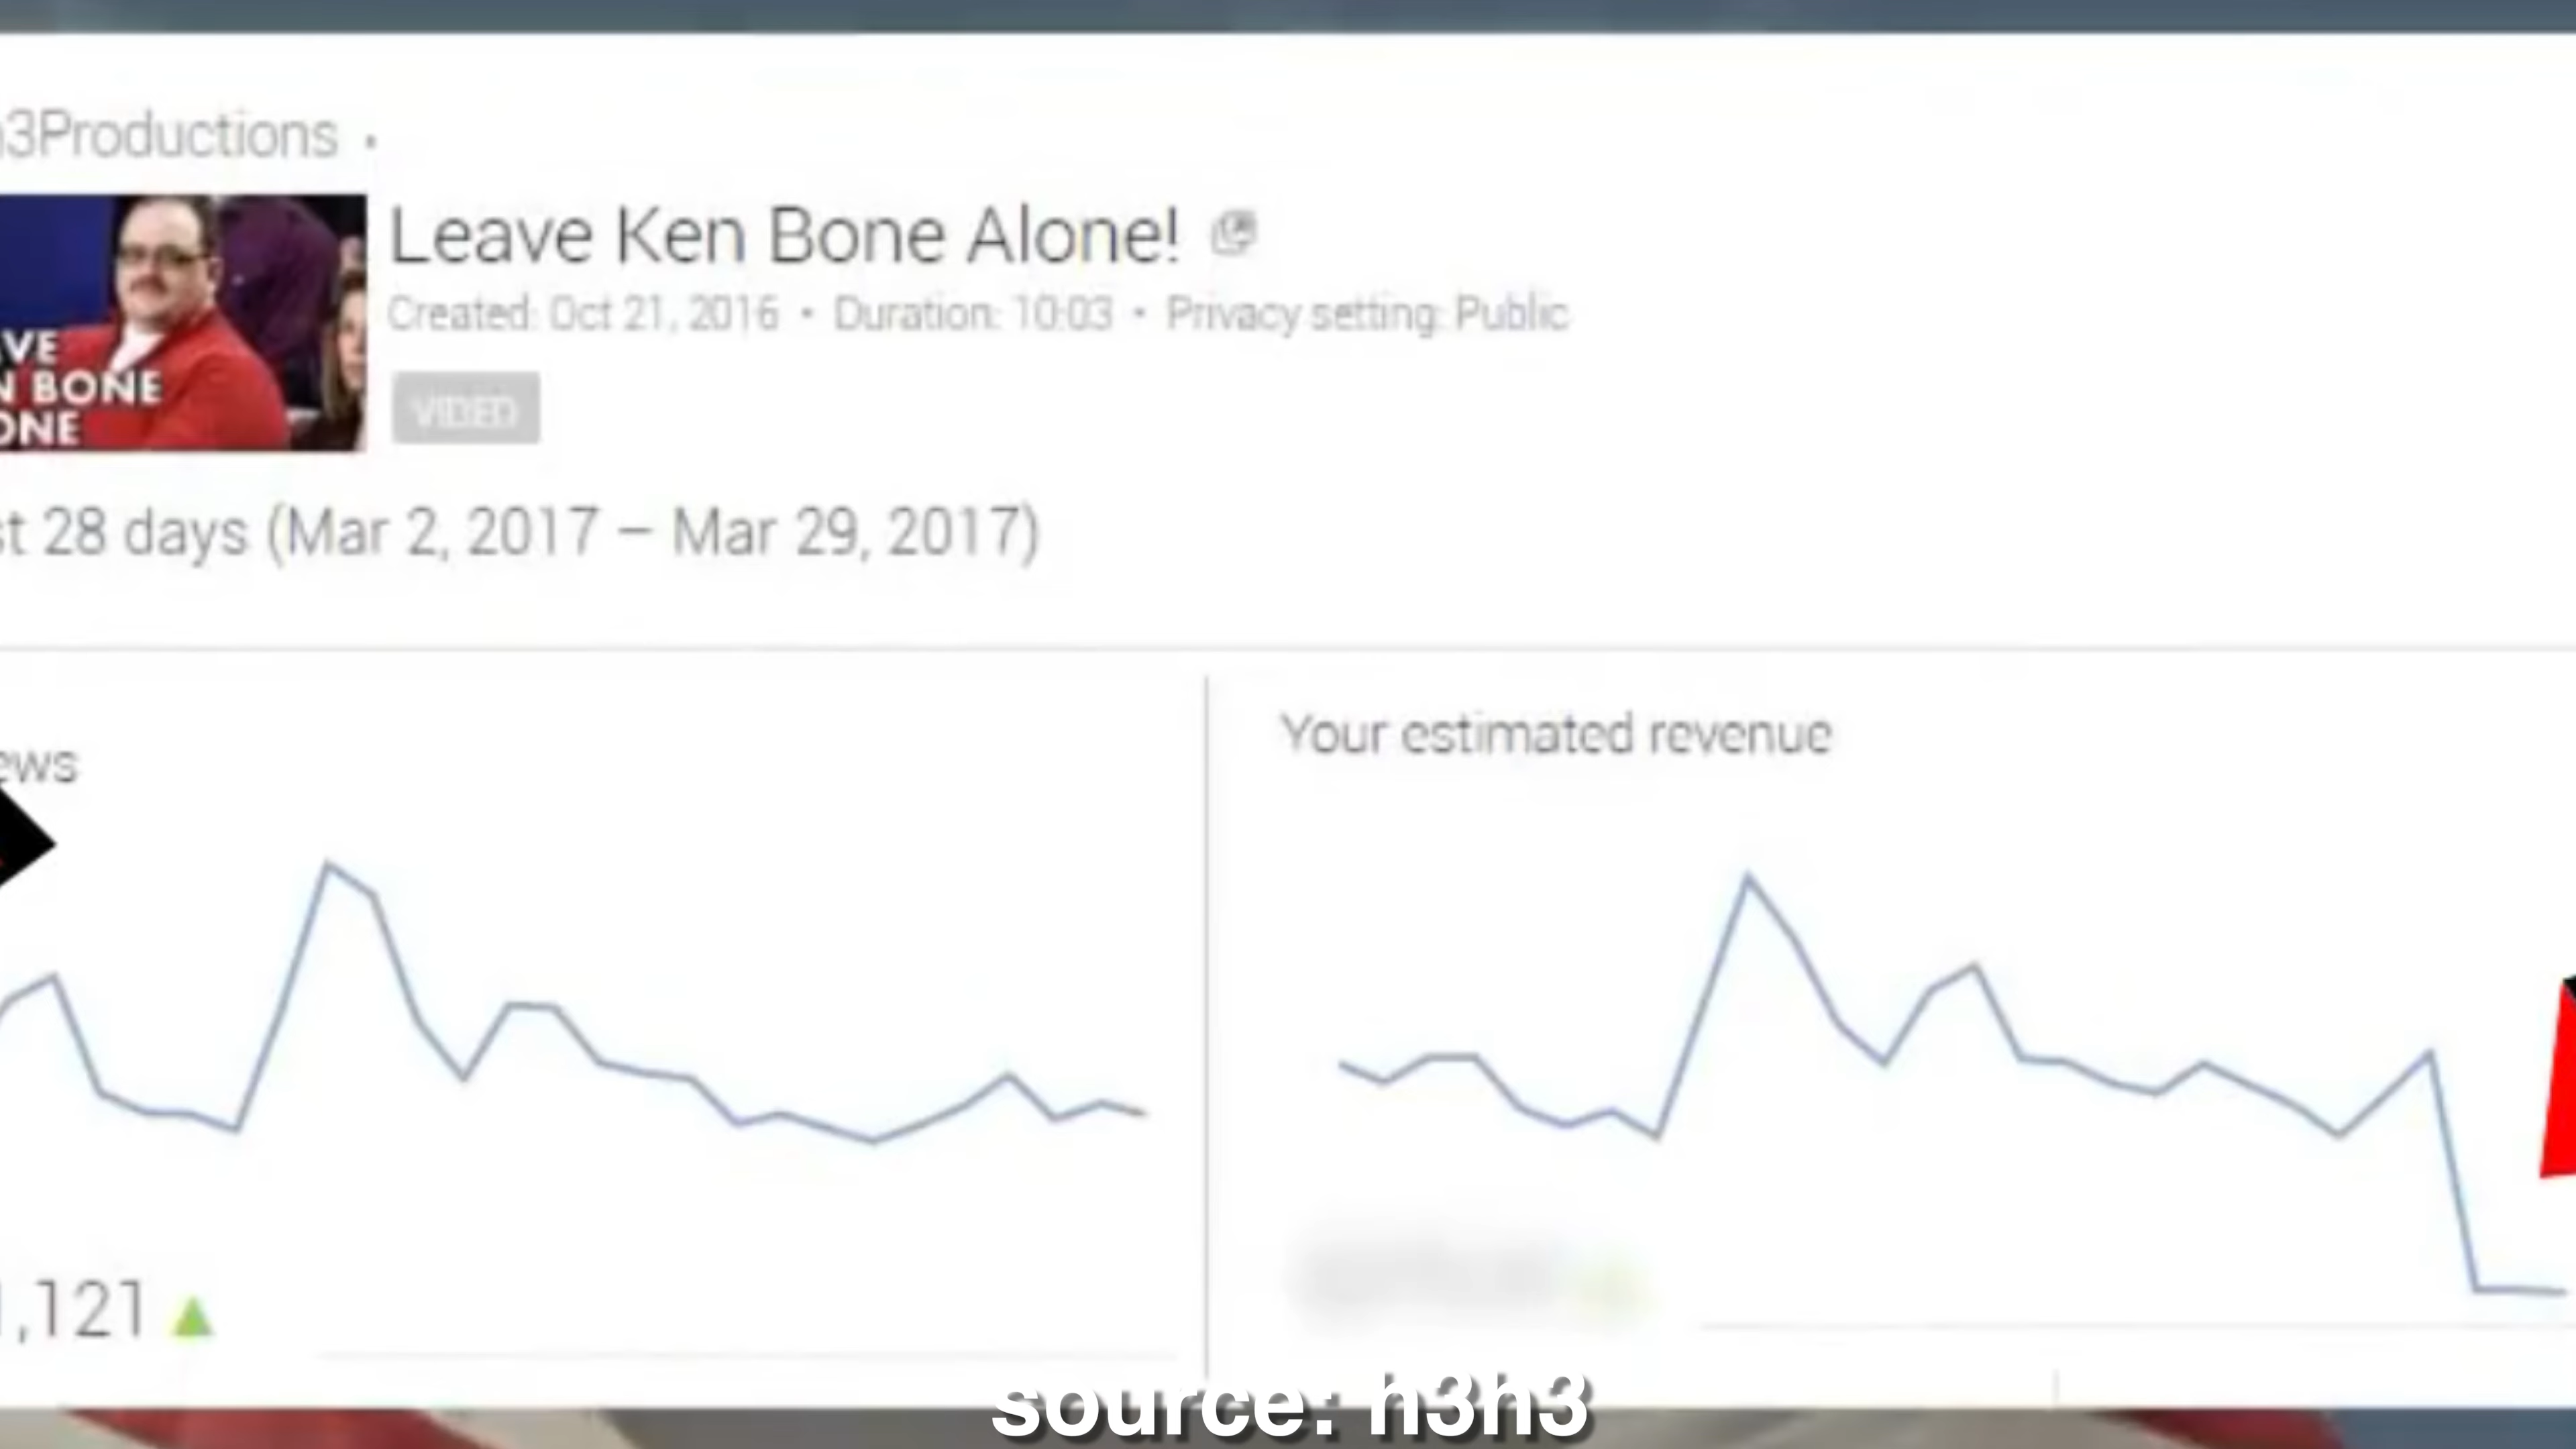 3Productions •
Leave Ken Bone Alone!
Created: Oct 21, 2016 • Duration: 10:03 • Privacy setting: Public
VE
N BONE
ONE
VIDEO
st 28 days (Mar 2, 2017 – Mar 29, 2017)
ews
Your estimated revenue
,121
source: h3h3